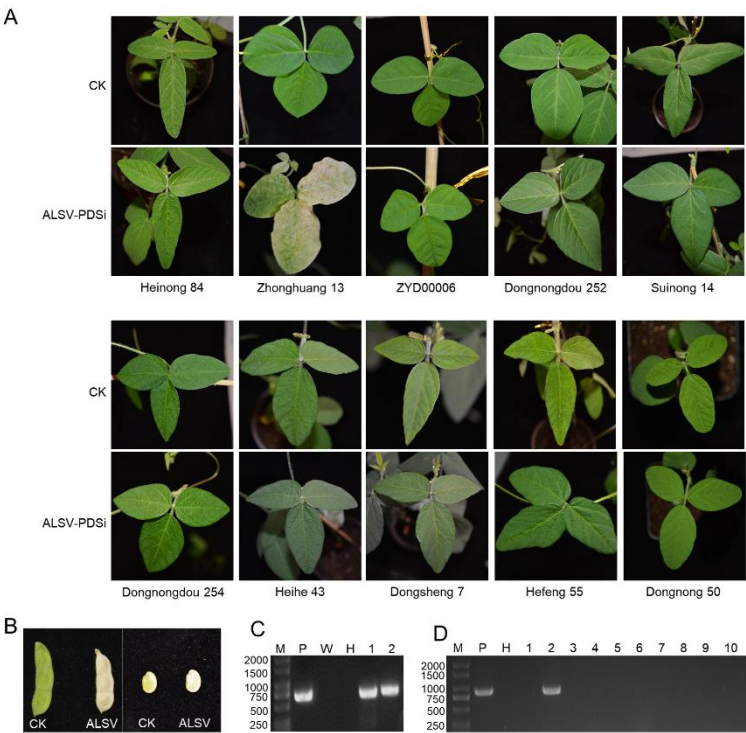 A
CK
ALSV-PDSi
Heinong 84 Zhonghuang 13 ZYD00006 Dongnongdou 252 Suinong 14
CK
ALSV-PDSi
Dongnongdou 254 Heihe 43 Dongsheng 7 Hefeng 55 Dongnong 50
B
CK ALSV CK ALSV
C
M P W H 1 2
2000
1000
750
500
250
D
M P H 1 2 3 4 5 6 7 8 9 10
2000
1500
1000
750
500
250